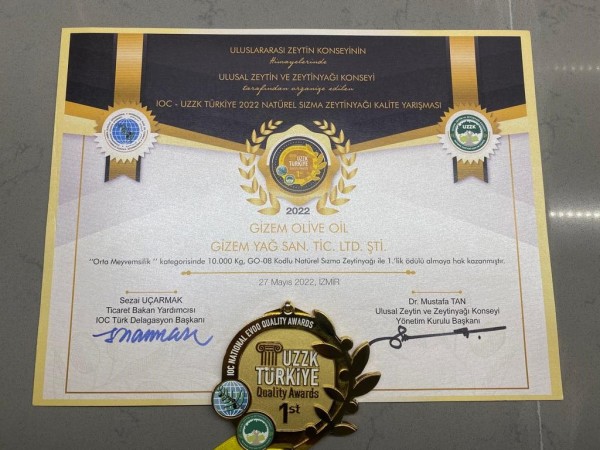 ULUSLARARASI ZEYTİN KONSEYİNİN
Himayelerinde
ULUSAL ZEYTİN VE ZEYTİNYAĞI KONSEYİ
tarafından organize edilen
IOC - UZZK TÜRKİYE 2022 NATÜREL SIZMA ZEYTİNYAĞI KALİTE YARIŞMASI
UZZK
UZZK
TÜRKİYE
1st
2022
GIZEM OLIVE OIL
GİZEM YAĞ SAN. TİC. LTD. ŞTİ.
"Orta Meyvemsilik" kategorisinde 10.000 Kg, GO-08 Kodlu Natürel Sızma Zeytinyağı ile 1.'lik ödülü almaya hak kazanmıştır.
27 Mayıs 2022, İZMİR
Sezai UÇARMAK
Ticaret Bakan Yardımcısı
IOC Türk Delagasyon Başkanı
Dr. Mustafa TAN
Ulusal Zeytin ve Zeytinyağı Konseyi
Yönetim Kurulu Başkanı
IOC NATIONAL EVOO QUALITY AWARDS
UZZK
TÜRKİYE
Quality Awards
1st